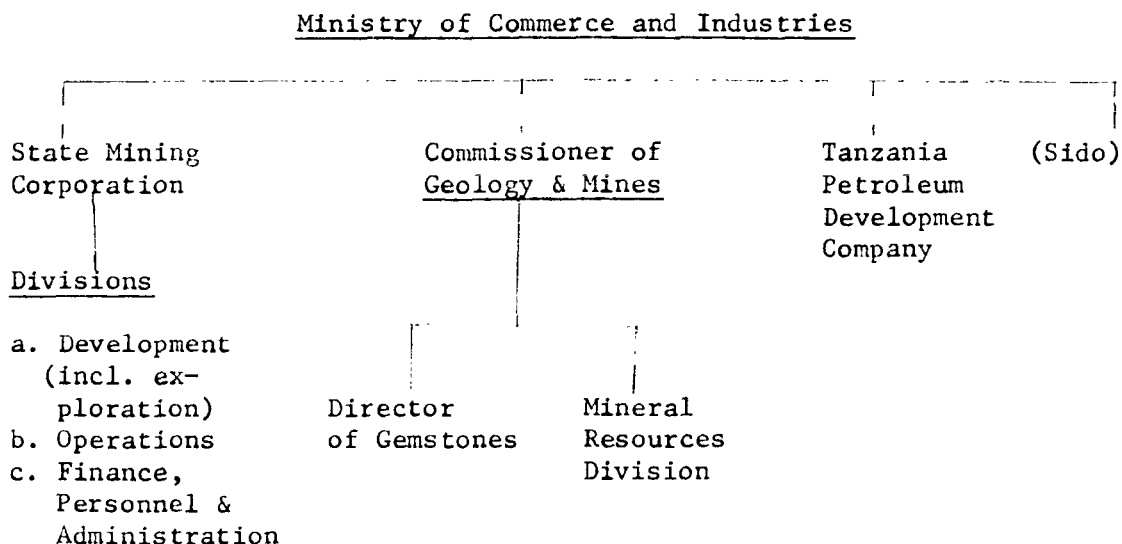 Ministry of Commerce and Industries
State Mining
Corporation
Commissioner of
Geology & Mines
Tanzania
Petroleum
Development
Company
(Sido)
Divisions
a. Development
(incl. ex-
ploration)
b. Operations
c. Finance,
Personnel &
Administration
Director
of Gemstones
Mineral
Resources
Division